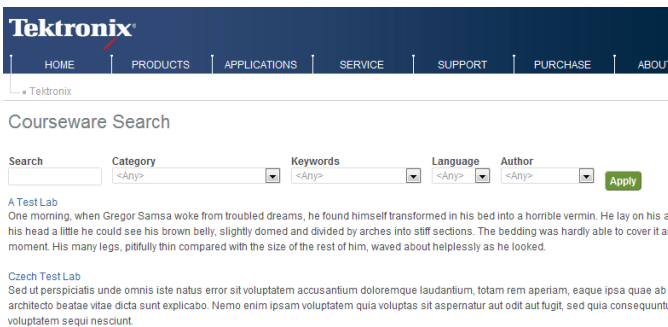 Tektronix
HOME PRODUCTS APPLICATIONS SERVICE SUPPORT PURCHASE ABOUT
Tektronix
Courseware Search
Search Category Keywords Language Author
<Any> <Any> <Any> <Any> Apply
A Test Lab
One morning, when Gregor Samsa woke from troubled dreams, he found himself transformed in his bed into a horrible vermin. He lay on his a
his head a little he could see his brown belly, slightly domed and divided by arches into stiff sections. The bedding was hardly able to cover it a
moment. His many legs, pitifully thin compared with the size of the rest of him, waved about helplessly as he looked.
Czech Test Lab
Sed ut perspiciatis unde omnis iste natus error sit voluptatem accusantium doloremque laudantium, totam rem aperiam, eaque ipsa quae ab
architecto beatae vitae dicta sunt explicabo. Nemo enim ipsam voluptatem quia voluptas sit aspernatur aut odit aut fugit, sed quia consequuntu
voluptatem sequi nesciunt.